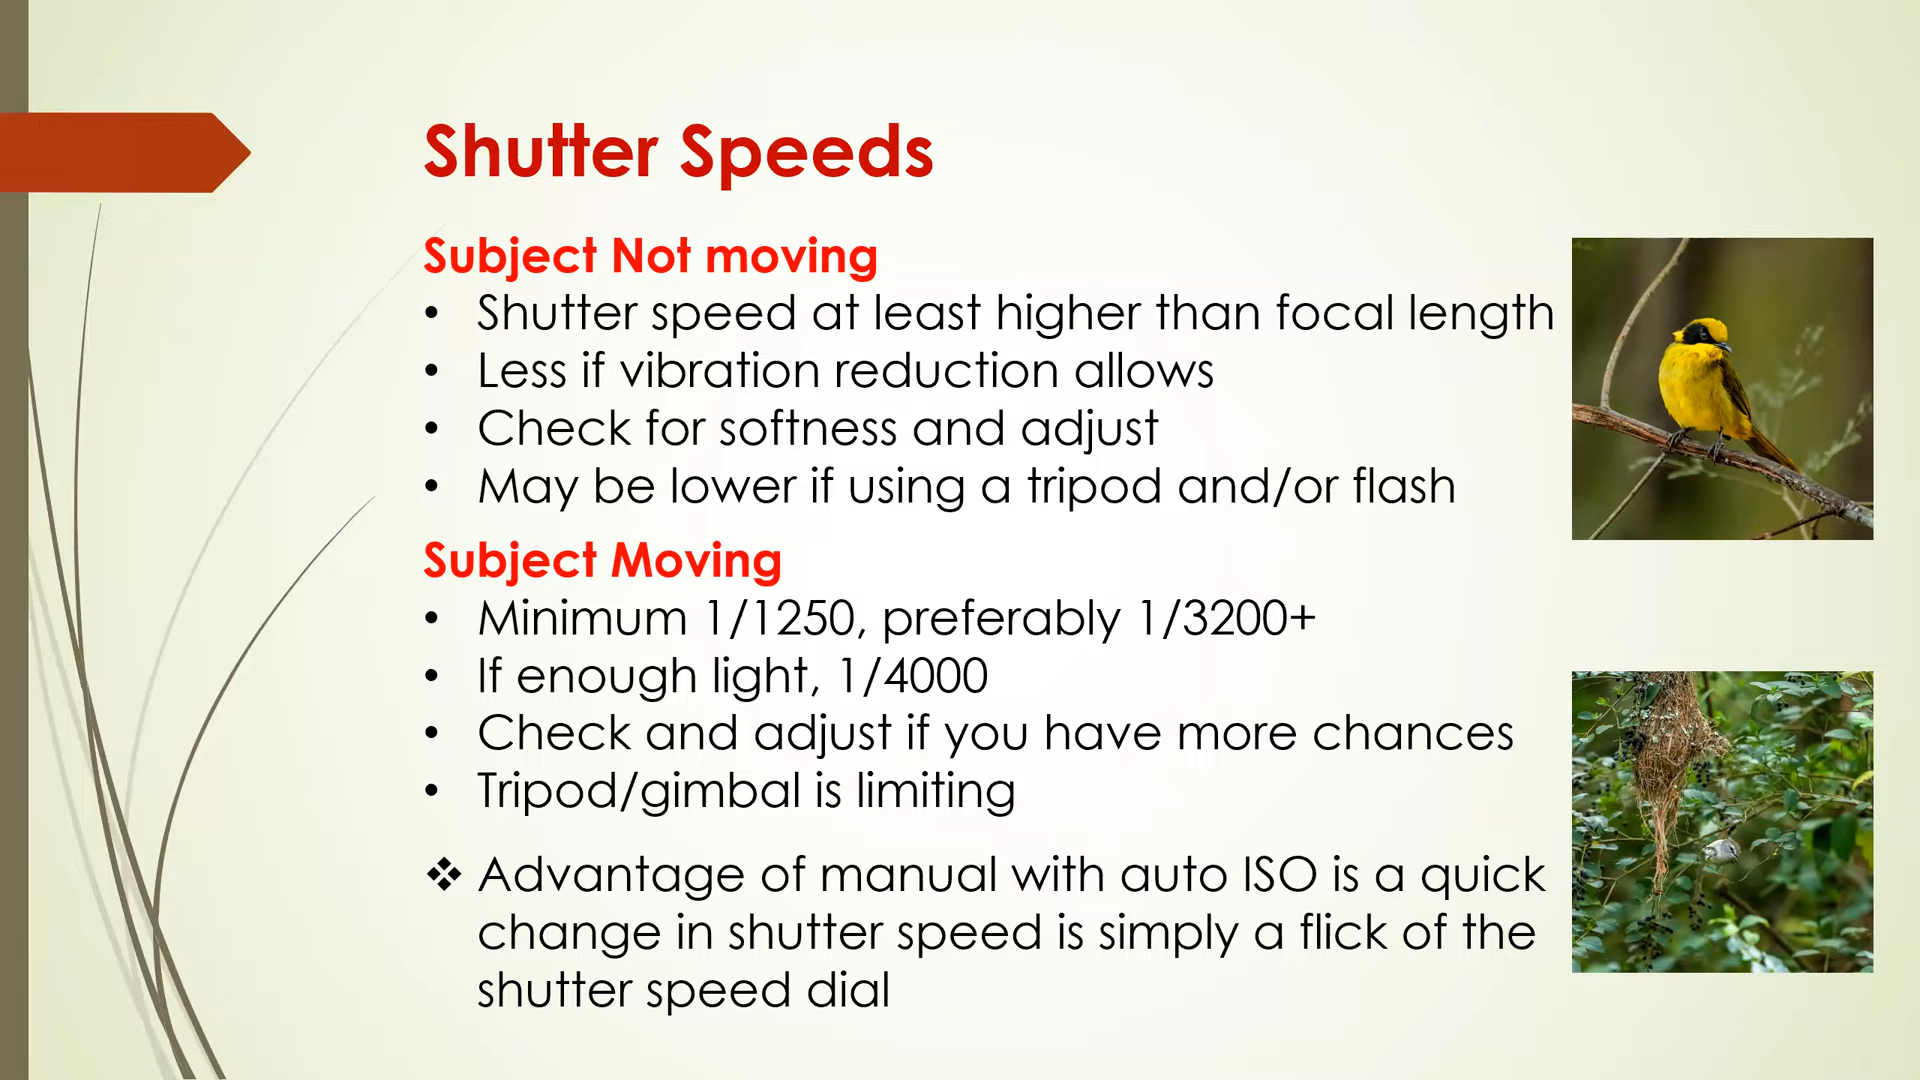 Shutter Speeds
Subject Not moving
• Shutter speed at least higher than focal length
• Less if vibration reduction allows
• Check for softness and adjust
• May be lower if using a tripod and/or flash
Subject Moving
• Minimum 1/1250, preferably 1/3200+
• If enough light, 1/4000
• Check and adjust if you have more chances
• Tripod/gimbal is limiting
❖ Advantage of manual with auto ISO is a quick
change in shutter speed is simply a flick of the
shutter speed dial